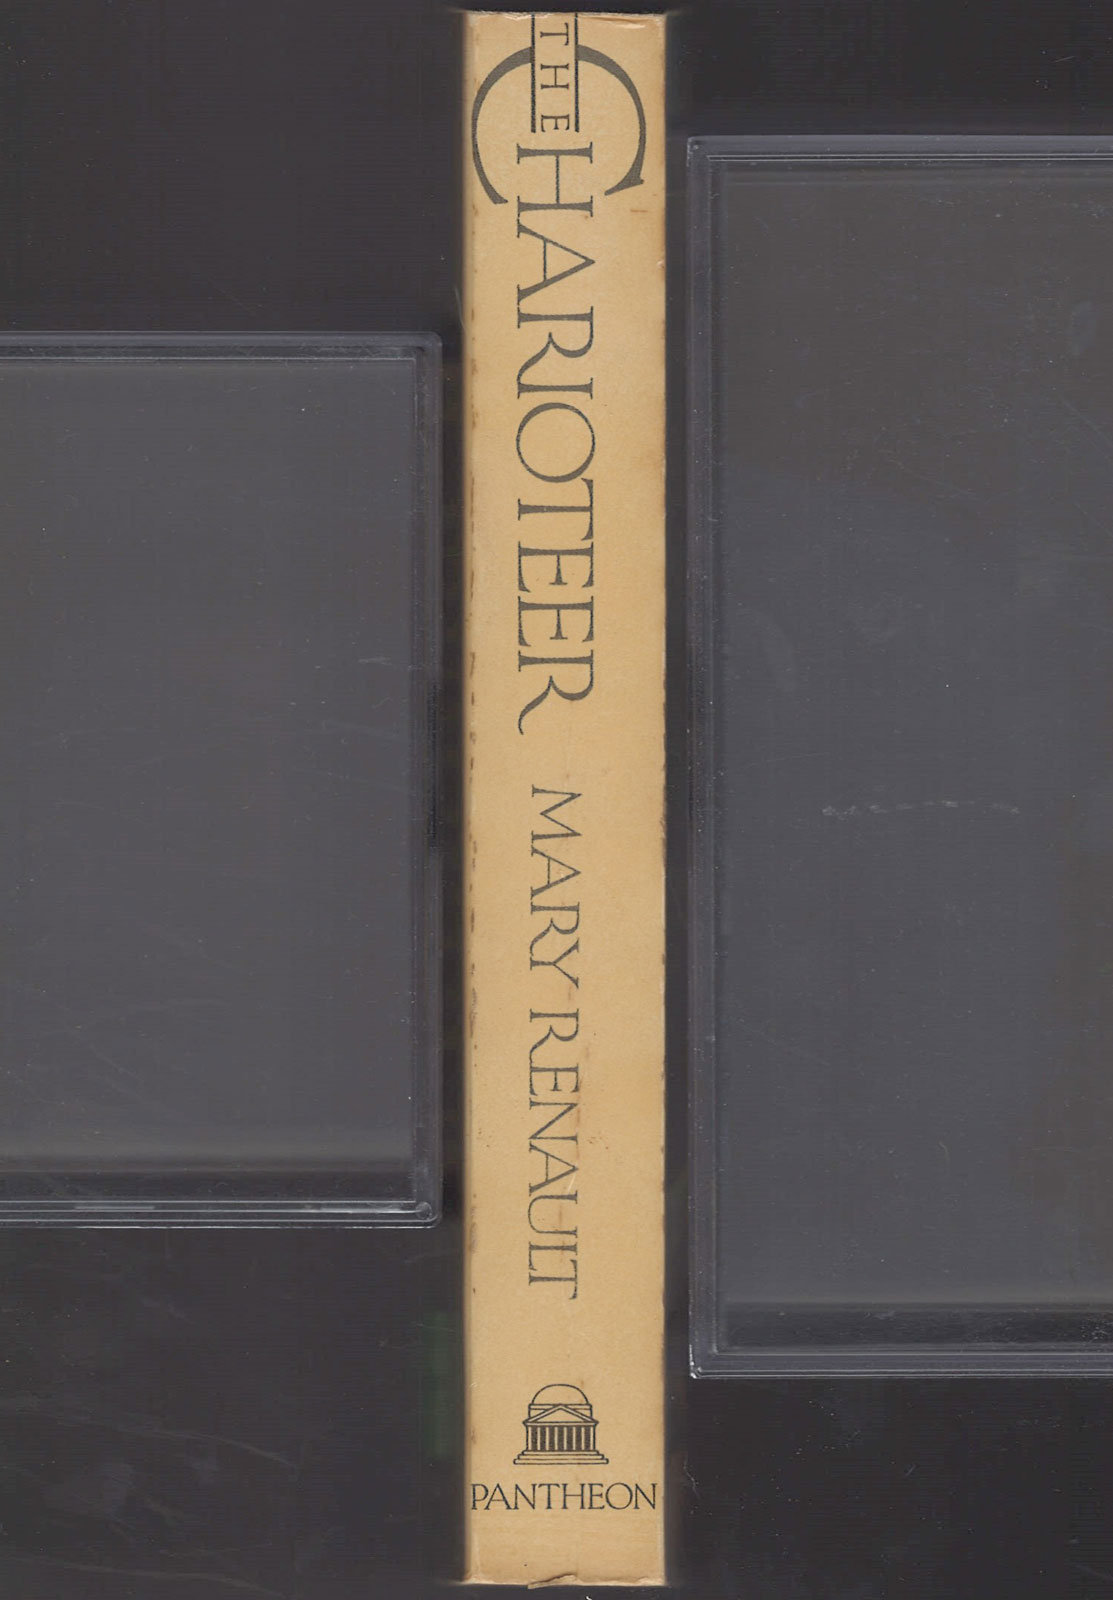 THE
CHARIOTEER
MARY RENAULT
PANTHEON